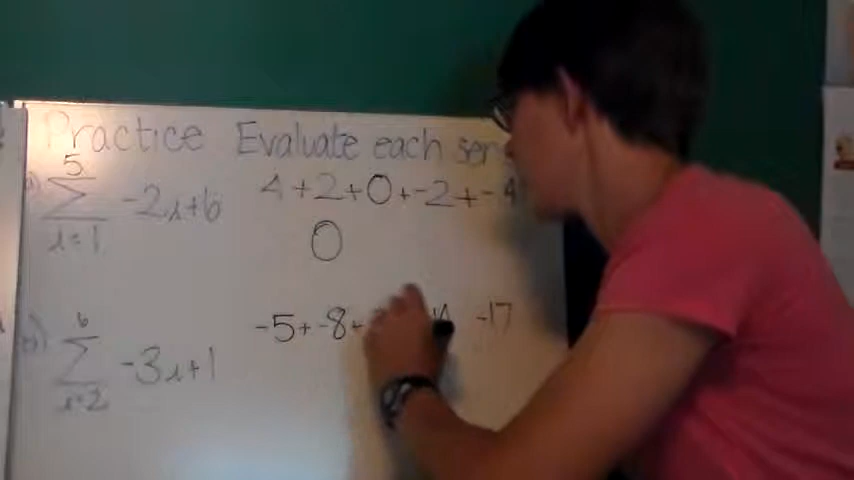 Practice Evaluate each
a) 5 Σ i=1 -2i+6 4+2+0+-2+-4
0
b) 6 Σ i=2 -3i+1 -5+-8+ -17